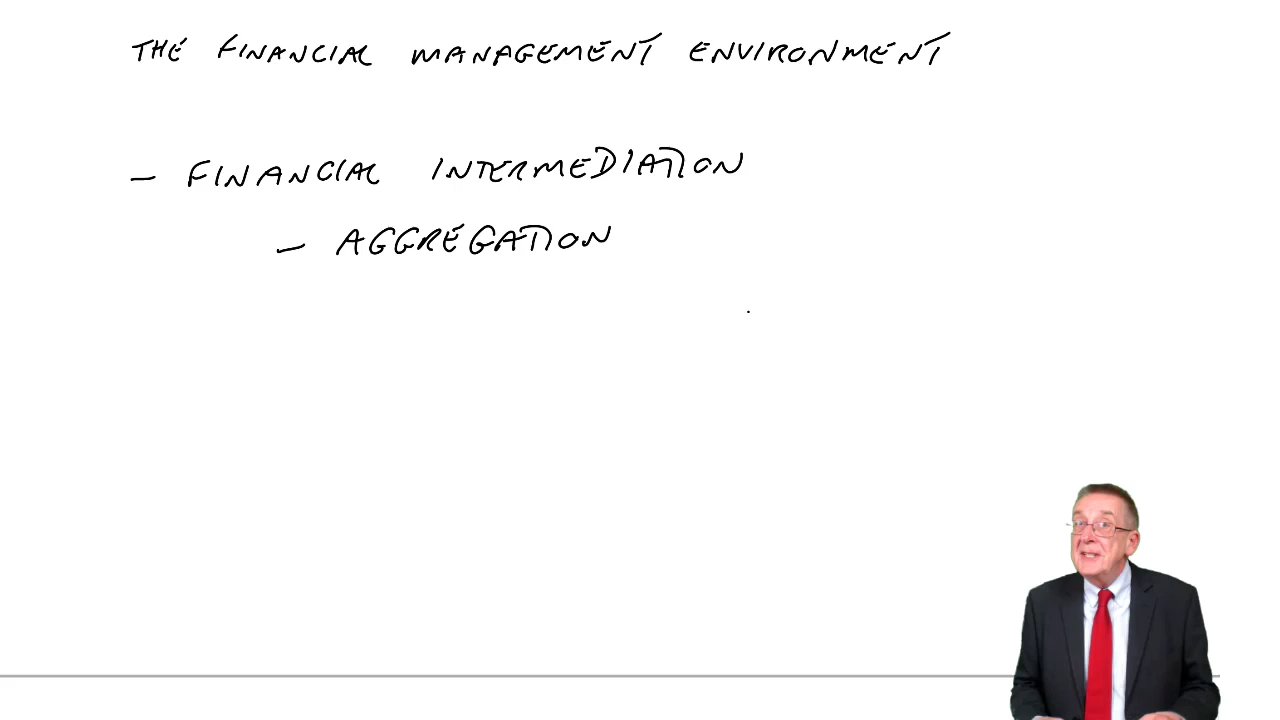 THE FINANCIAL MANAGEMENT ENVIRONMENT
- FINANCIAL INTERMEDIATION
- AGGREGATION